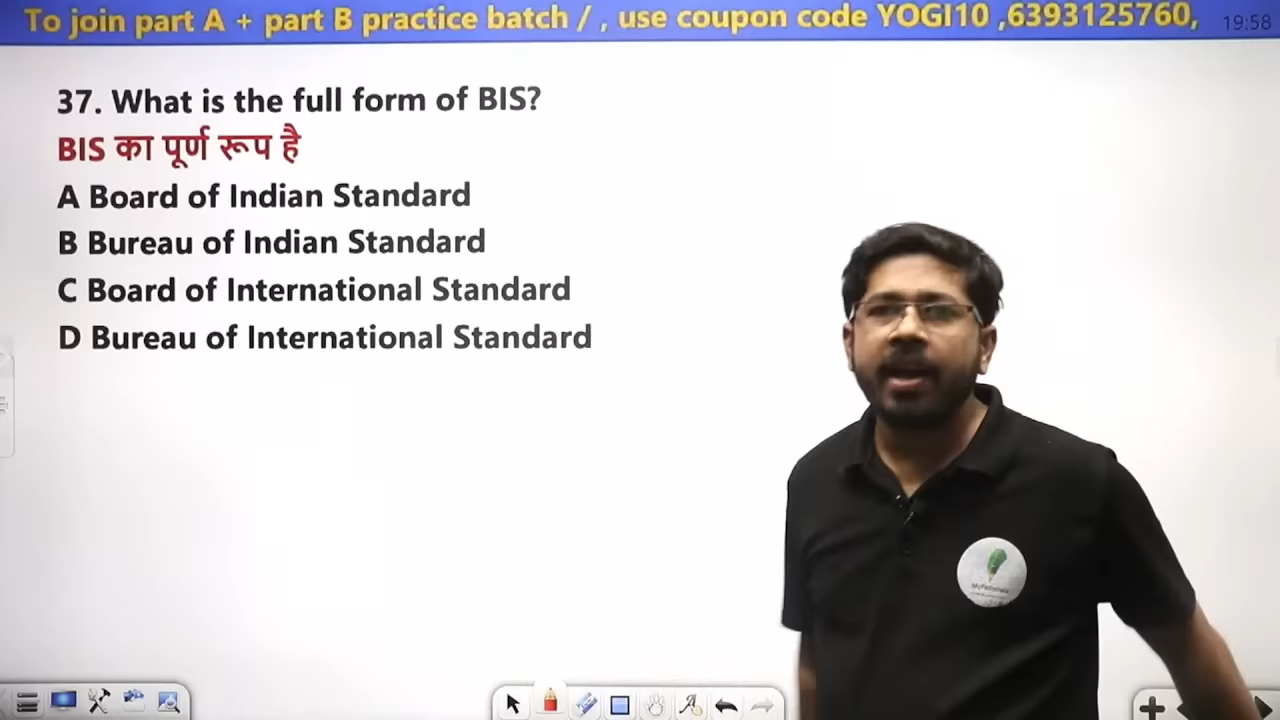 To join part A + part B practice batch / , use coupon code YOGI10 ,6393125760,
19:58
37. What is the full form of BIS?
BIS का पूर्ण रूप है
A Board of Indian Standard
B Bureau of Indian Standard
C Board of International Standard
D Bureau of International Standard